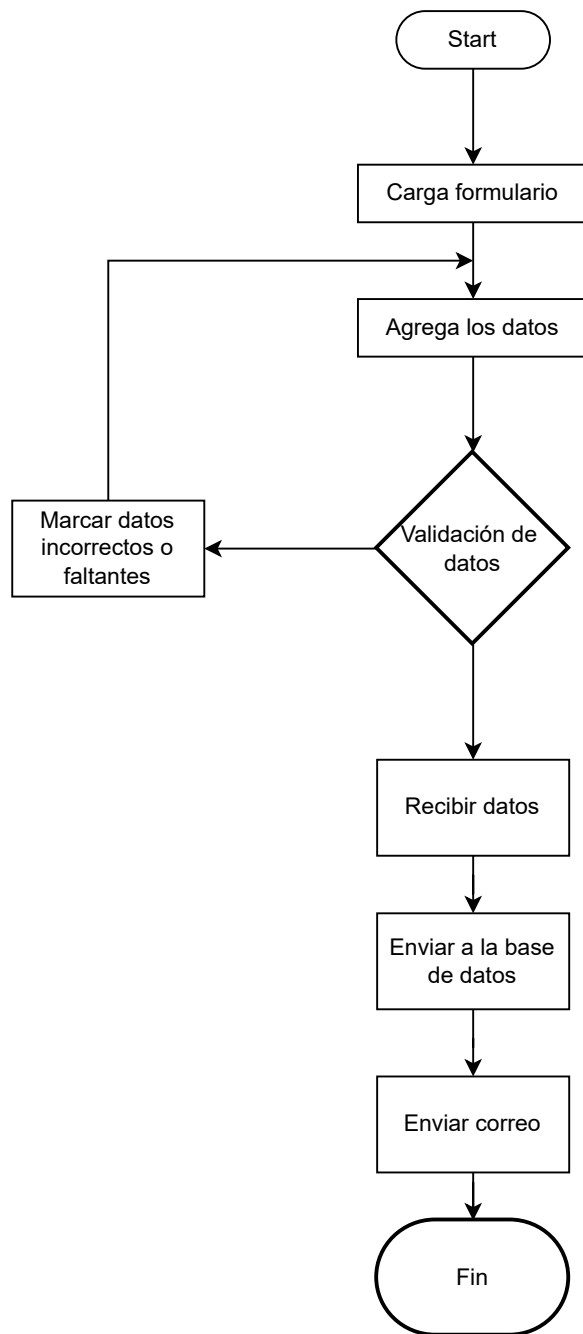 Start
Carga formulario
Agrega los datos
Marcar datos
incorrectos o
faltantes
Validación de
datos
Recibir datos
Enviar a la base
de datos
Enviar correo
Fin